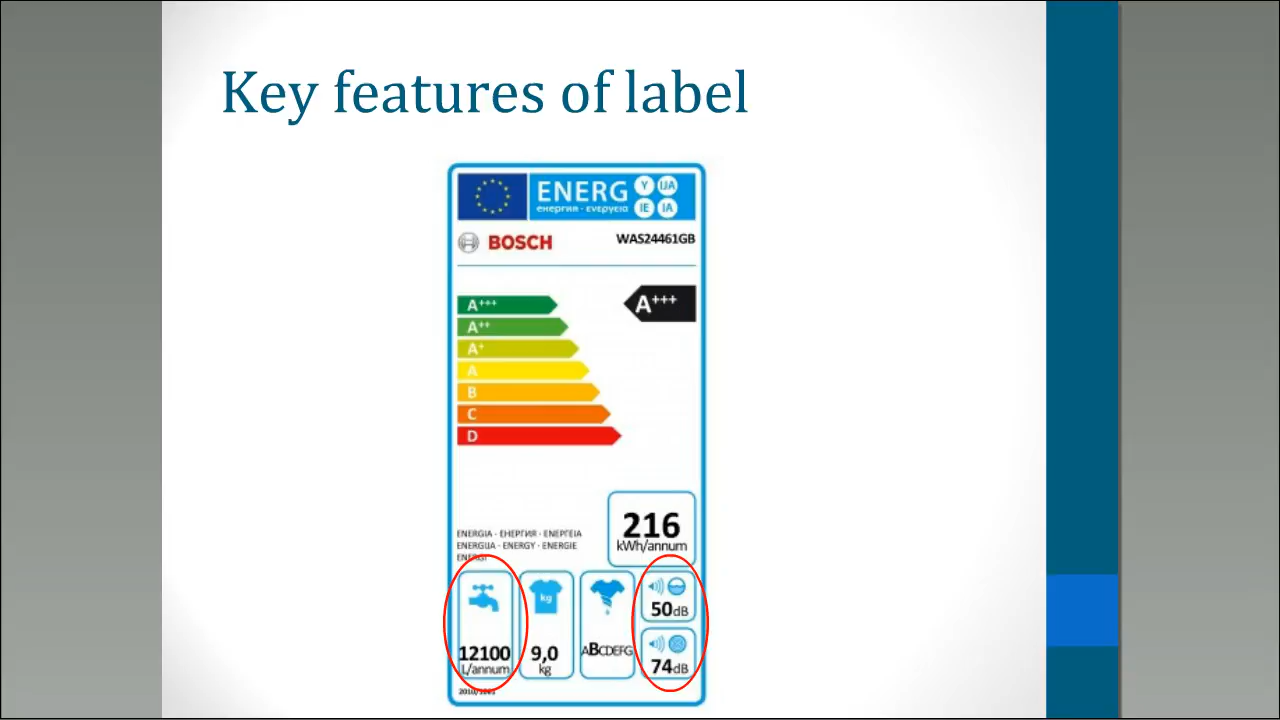 Key features of label
ENERG Y IJA
енергия · ενεργεια IE IA
BOSCH WAS24461GB
A+++ A+++
A++
A+
A
B
C
D
216
kWh/annum
ENERGIA · ЕНЕРГИЯ · ΕΝΕΡΓΕΙΑ
ENERGIJA · ENERGY · ENERGIE
ENERGI
kg
50dB
12100 9,0 ABCDEFG 74dB
L/annum kg